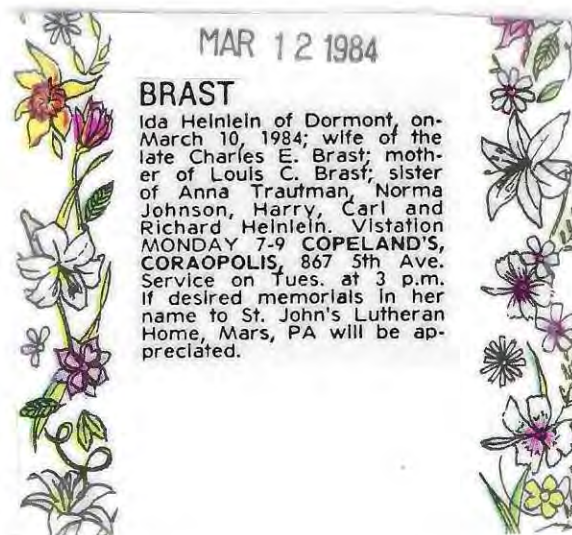 MAR 12 1984
BRAST
Ida Heinlein of Dormont, on
March 10, 1984; wife of the
late Charles E. Brast; moth-
er of Louis C. Brast; sister
of Anna Trautman, Norma
Johnson, Harry, Carl and
Richard Heinlein. Vistation
MONDAY 7-9 COPELAND'S,
CORAOPOLIS, 867 5th Ave.
Service on Tues. at 3 p.m.
If desired memorials in her
name to St. John's Lutheran
Home, Mars, PA will be ap-
preciated.